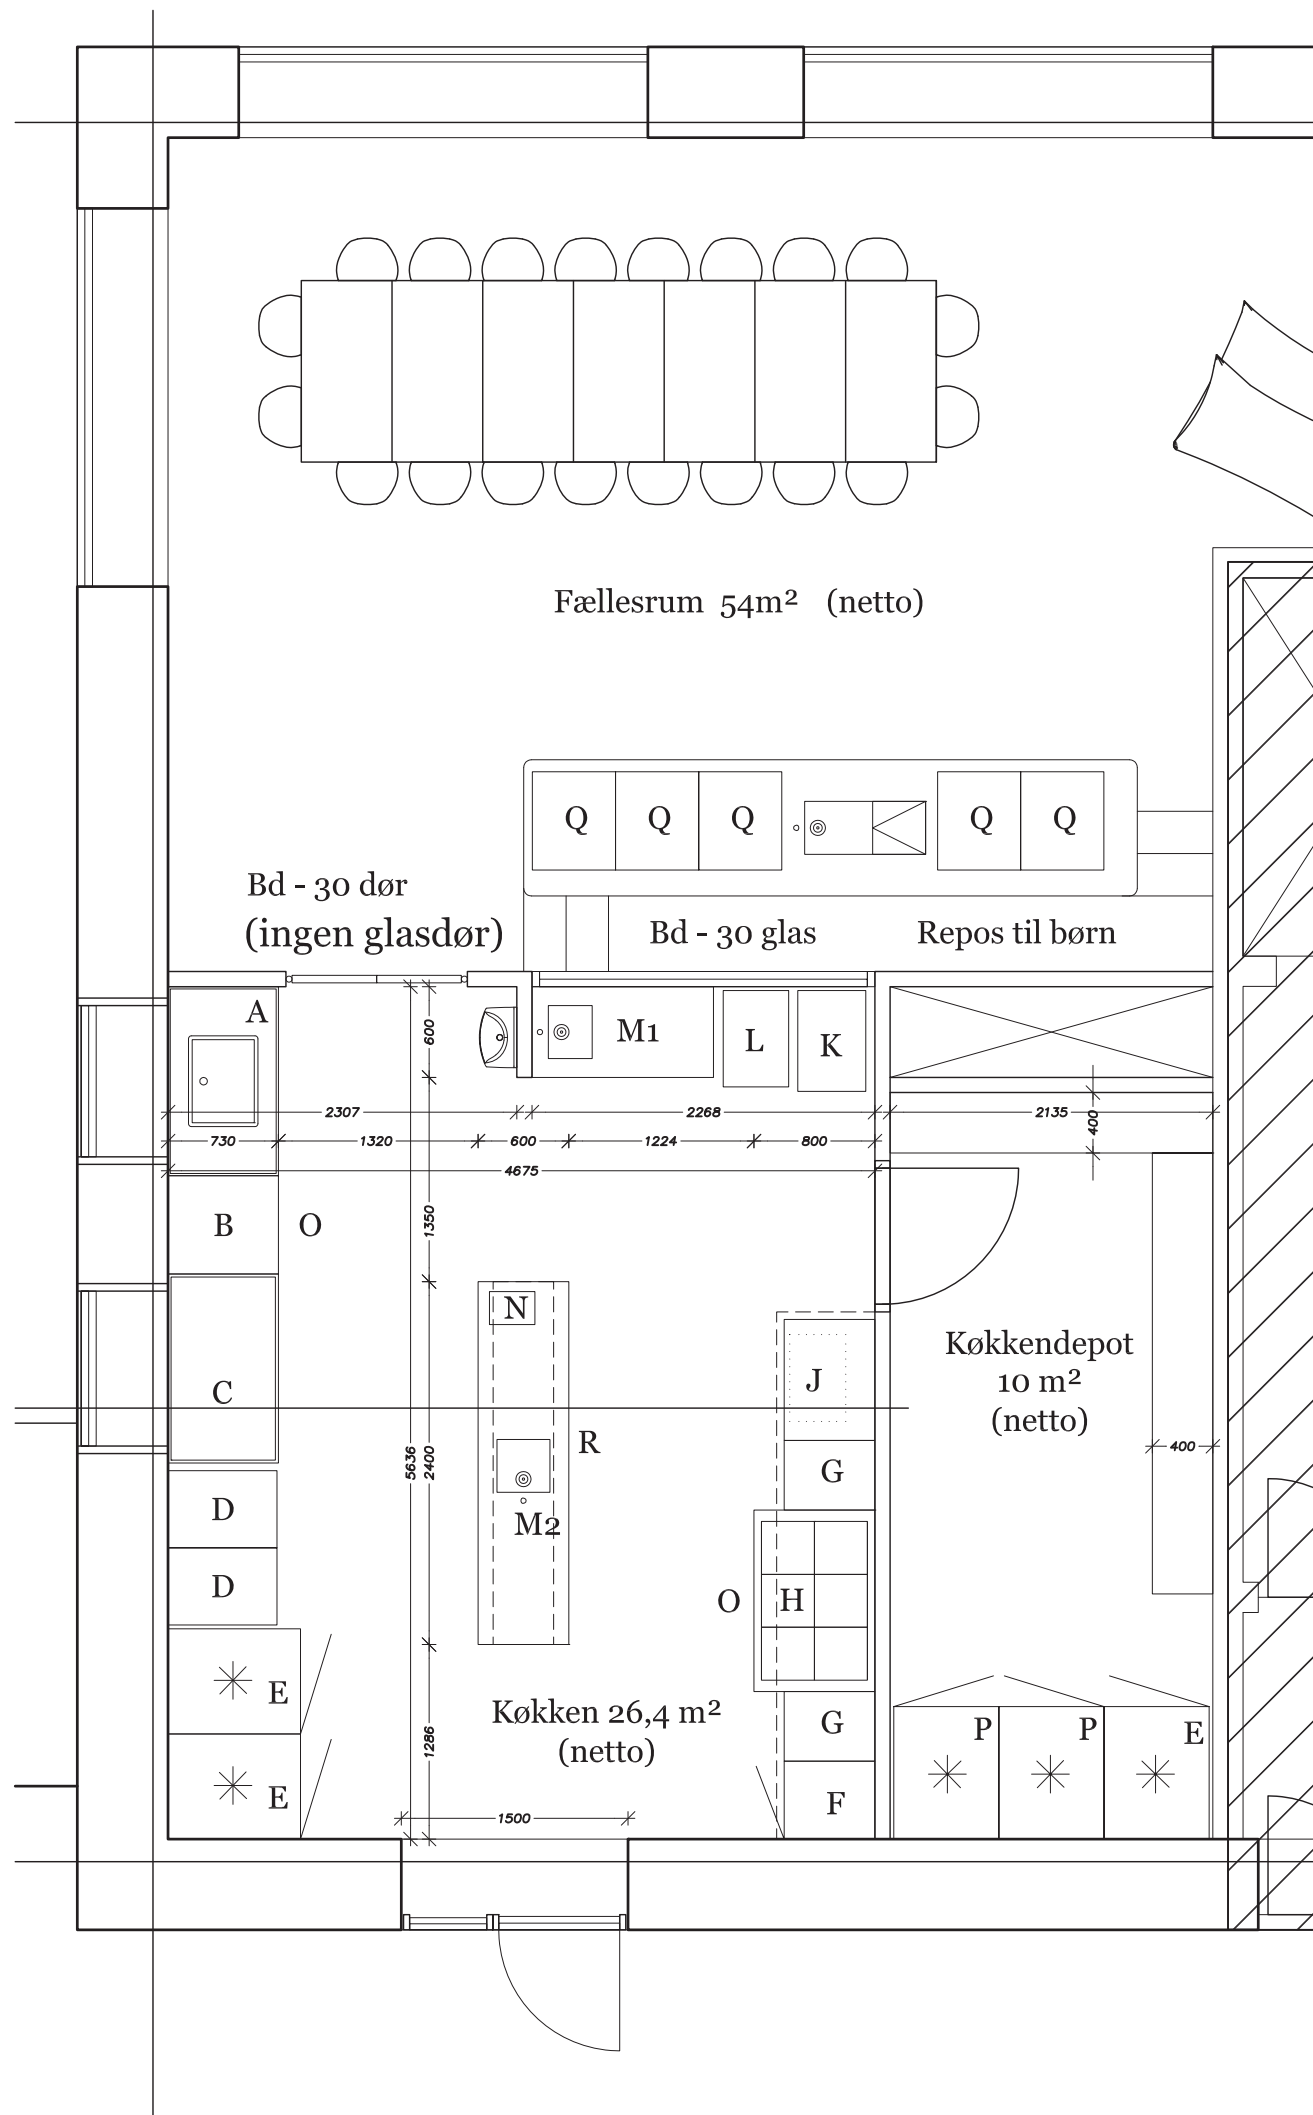 Fællesrum 54m² (netto)
Q Q Q Q Q
Bd - 30 dør
(ingen glasdør)
Bd - 30 glas
Repos til børn
A
M1
L
K
600
2307
2268
2135
400
730
1320
600
1224
800
4675
B
O
1350
N
C
J
Køkkendepot
10 m²
(netto)
R
G
400
5636
2400
D
M2
D
O
H
E
Køkken 26,4 m²
(netto)
G
P
P
E
1286
E
F
1500